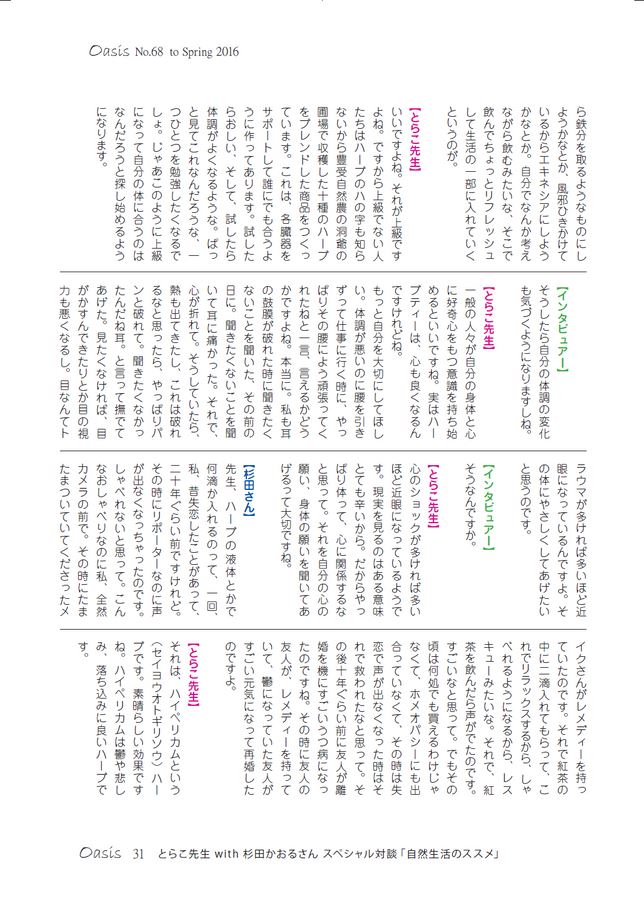 Oasis No.68 to Spring 2016
ら鉄分を取るようなものにし
ようかなとか、風邪ひきかけて
いるからエキネシアにしよう
かなとか。自分でなんか考え
ながら飲むみたいな、そこで
飲んでちょっとリフレッシュ
して生活の一部に入れていく
というのが。
【とらこ先生】
いいですよね。それが上級です
よね。ですから上級でない人
たちはハーブのハの字も知ら
ないから豊受自然農の洞爺の
圃場で収穫した十種のハーブ
をブレンドした商品をつくっ
ています。これは、各臓器を
サポートして誰にでも合うよ
うに作ってあります。試した
らおしい、そして、試したら
体調がよくなるような。ぱっ
と見てこれなんだろうな、一
つひとつを勉強したくなるで
しょ。じゃあこのように上級
になって自分の体に合うのは
なんだろうと探し始めるよう
になります。
【インタビュアー】
そうしたら自分の体調の変化
も気づくようになりますしね。
【とらこ先生】
一般の人々が自分の身体と心
に好奇心をもつ意識を持ち始
めるといいですね。実はハー
ブティーは、心も良くなるん
ですけれどね。
もっと自分を大切にしてほし
い。体調が悪いのに腰を引き
ずって仕事に行く時に、やっ
ぱりその腰によう頑張ってく
れたねと一言、言えるかどう
かですよね。本当に。私も耳
の鼓膜が破れた時に聞きたく
ないことを聞いた、その前の
日に。聞きたくないことを聞
いて耳に痛かった。それで、
心が折れて。そうしていたら、
熱も出てきたし、これは破れ
るなと思ったら、やっぱりパ
ンと破れて。聞きたくなかっ
たんだね耳。と言って撫でて
あげた。見たくなければ、目
がかすんできたりとか目の視
力も悪くなるし。目なんてト
ラウマが多ければ多いほど近
眼になっているんですよ。そ
の体にやさしくしてあげたい
と思うのです。
【インタビュアー】
そうなんですか。
【とらこ先生】
心のショックが多ければ多い
ほど近眼になっているようで
す。現実を見るのはある意味
とても辛いから。だからやっ
ぱり体って、心に関係するな
と思って。それを自分の心の
願い、身体の願いを聞いてあ
げるって大切ですね。
【杉田さん】
先生、ハーブの液体とかで
何滴か入れるのって、一回、
私、昔失恋したことがあって、
二十年ぐらい前ですけれど。
その時にリポーターなのに声
が出なくなっちゃったのです。
しゃべれないと思って。こん
なおしゃべりなのに私、全然
カメラの前で。その時にたま
たまついていてくださったメ
イクさんがレメディーを持っ
ていたのです。それで紅茶の
中に二滴入れてもらって、こ
れでリラックスするから、しゃ
べれるようになるから、レス
キューみたいな。それで、紅
茶を飲んだら声がでたのです。
すごいなと思って。でもその
頃は何処でも買えるわけじゃ
なくて、ホメオパシーにも出
合っていなくて、その時は失
恋で声が出なくなった時はそ
れで救われたなと思って。そ
の後十年ぐらい前に友人が離
婚を機にすごいうつ病になっ
たのですね。その時に友人の
友人が、レメディーを持って
いて、鬱になっていた友人が
すごい元気になって再婚した
のですよ。
【とらこ先生】
それは、ハイペリカムという
（セイヨウオトギリソウ）ハー
ブです。素晴らしい効果です
ね。ハイペリカムは鬱や悲し
み、落ち込みに良いハーブで
す。
Oasis 31 とらこ先生 with 杉田かおるさん スペシャル対談「自然生活のススメ」